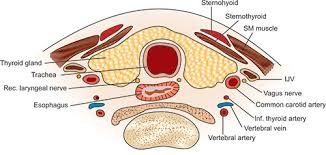 Sternohyoid
Sternothyroid
SM muscle
Thyroid gland
Trachea
Rec. laryngeal nerve
Esophagus
IJV
Vagus nerve
Common carotid artery
Inf. thyroid artery
Vertebral vein
Vertebral artery